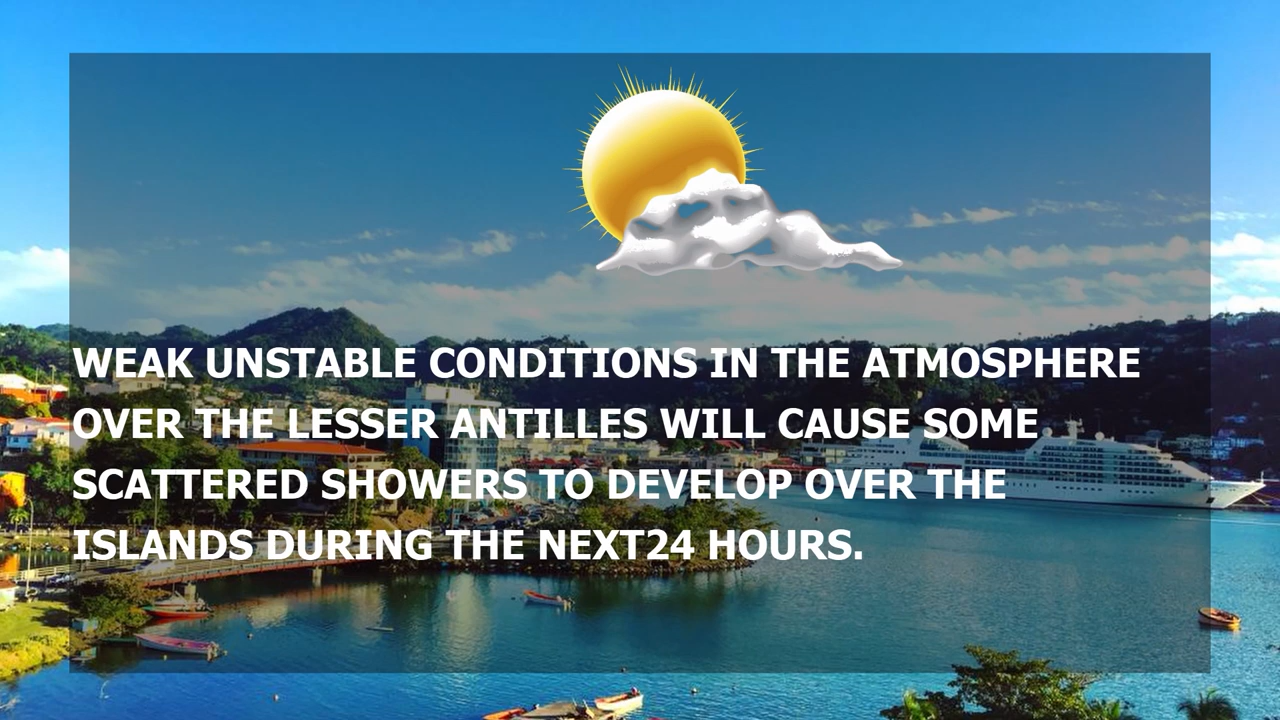 WEAK UNSTABLE CONDITIONS IN THE ATMOSPHERE
OVER THE LESSER ANTILLES WILL CAUSE SOME
SCATTERED SHOWERS TO DEVELOP OVER THE
ISLANDS DURING THE NEXT24 HOURS.